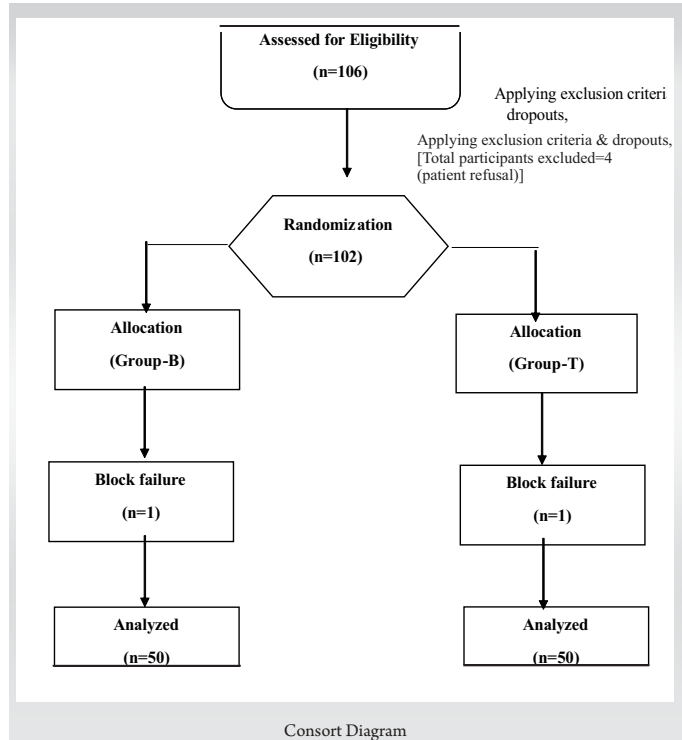 Assessed for Eligibility
(n=106)
Applying exclusion criteri
dropouts,
Applying exclusion criteria & dropouts,
[Total participants excluded=4
(patient refusal)]
Randomization
(n=102)
Allocation
(Group-B)
Allocation
(Group-T)
Block failure
(n=1)
Block failure
(n=1)
Analyzed
(n=50)
Analyzed
(n=50)
Consort Diagram